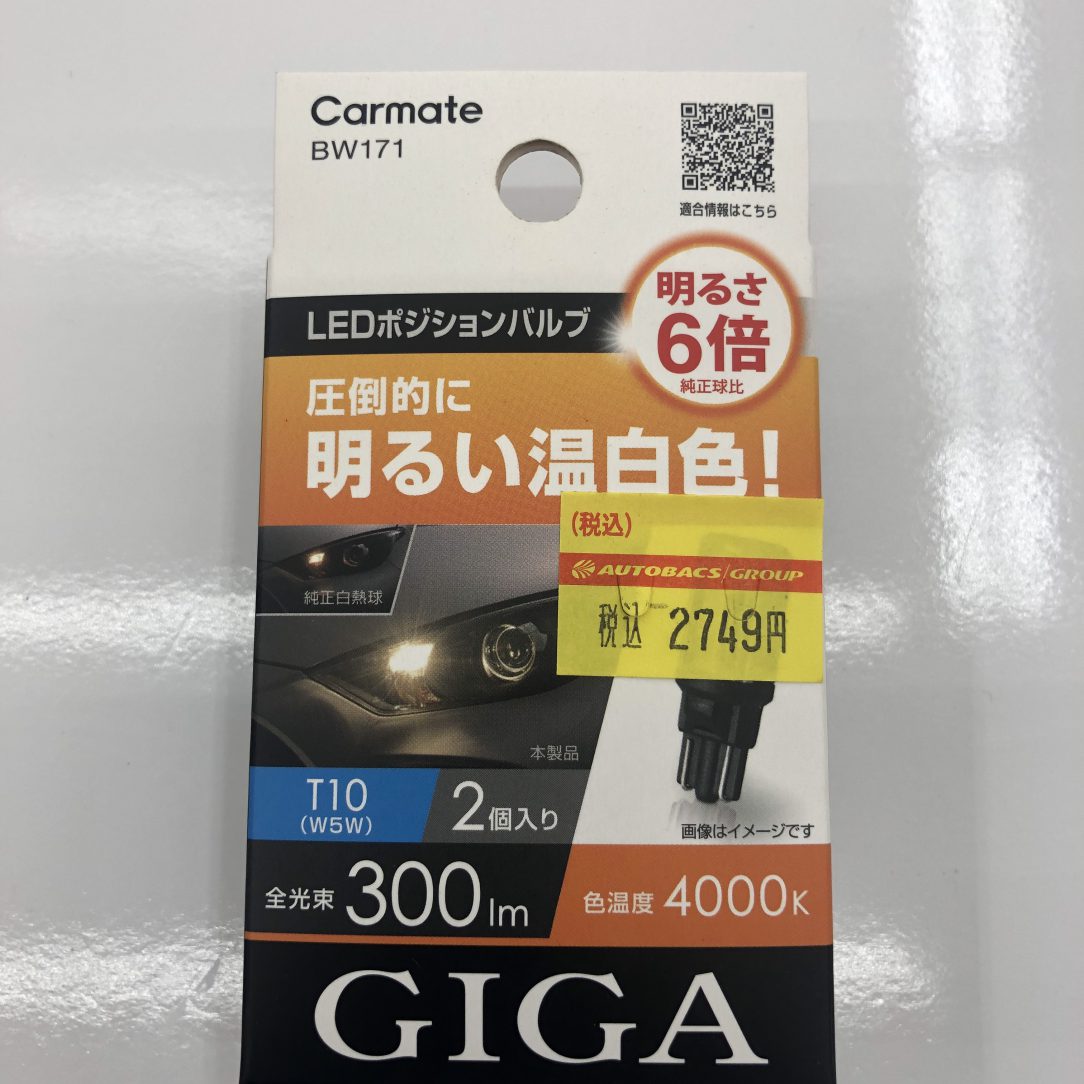 Carmate
BW171
適合情報はこちら
明るさ
6倍
純正球比
LEDポジションバルブ
圧倒的に
明るい温白色!
(税込)
AUTOBACS/GROUP
税込 2749円
純正白熱球
本製品
T10
(W5W)
2個入り
画像はイメージです
全光束 300lm
色温度 4000K
GIGA